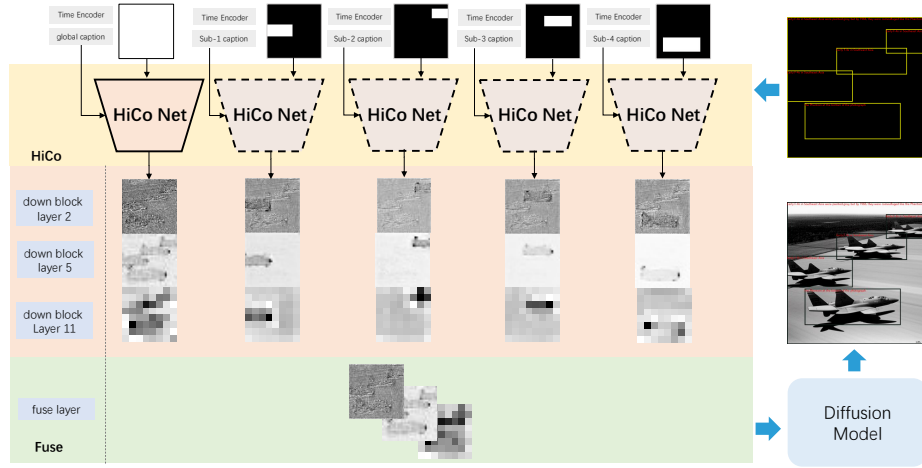 Time Encoder
global caption
Time Encoder
Sub-1 caption
Time Encoder
Sub-2 caption
Time Encoder
Sub-3 caption
Time Encoder
Sub-4 caption
HiCo Net
HiCo Net
HiCo Net
HiCo Net
HiCo Net
HiCo
down block
layer 2
down block
layer 5
down block
Layer 11
fuse layer
Fuse
Diffusion
Model